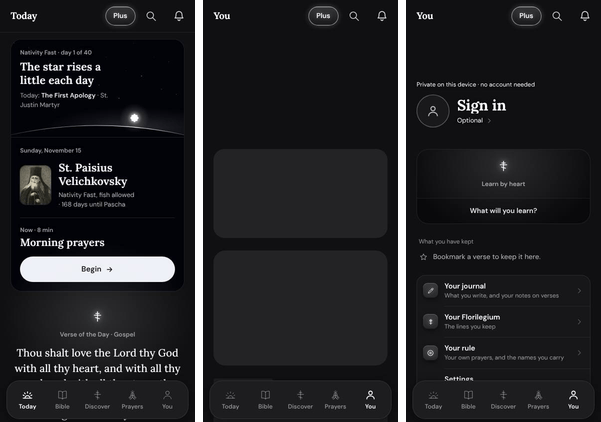 Today
Plus
Nativity Fast · day 1 of 40
The star rises a
little each day
Today: The First Apology · St.
Justin Martyr
Sunday, November 15
St. Paisius
Velichkovsky
Nativity Fast, fish allowed
· 168 days until Pascha
Now · 8 min
Morning prayers
Begin →
Verse of the Day · Gospel
Thou shalt love the Lord thy God
with all thy heart, and with all thy
Today
Bible
Discover
Prayers
You
You
Plus
Today
Bible
Discover
Prayers
You
You
Plus
Private on this device · no account needed
Sign in
Optional
Learn by heart
What will you learn?
What you have kept
Bookmark a verse to keep it here.
Your journal
What you write, and your notes on verses
Your Florilegium
The lines you keep
Your rule
Your own prayers, and the names you carry
Settings
Today
Bible
Discover
Prayers
You